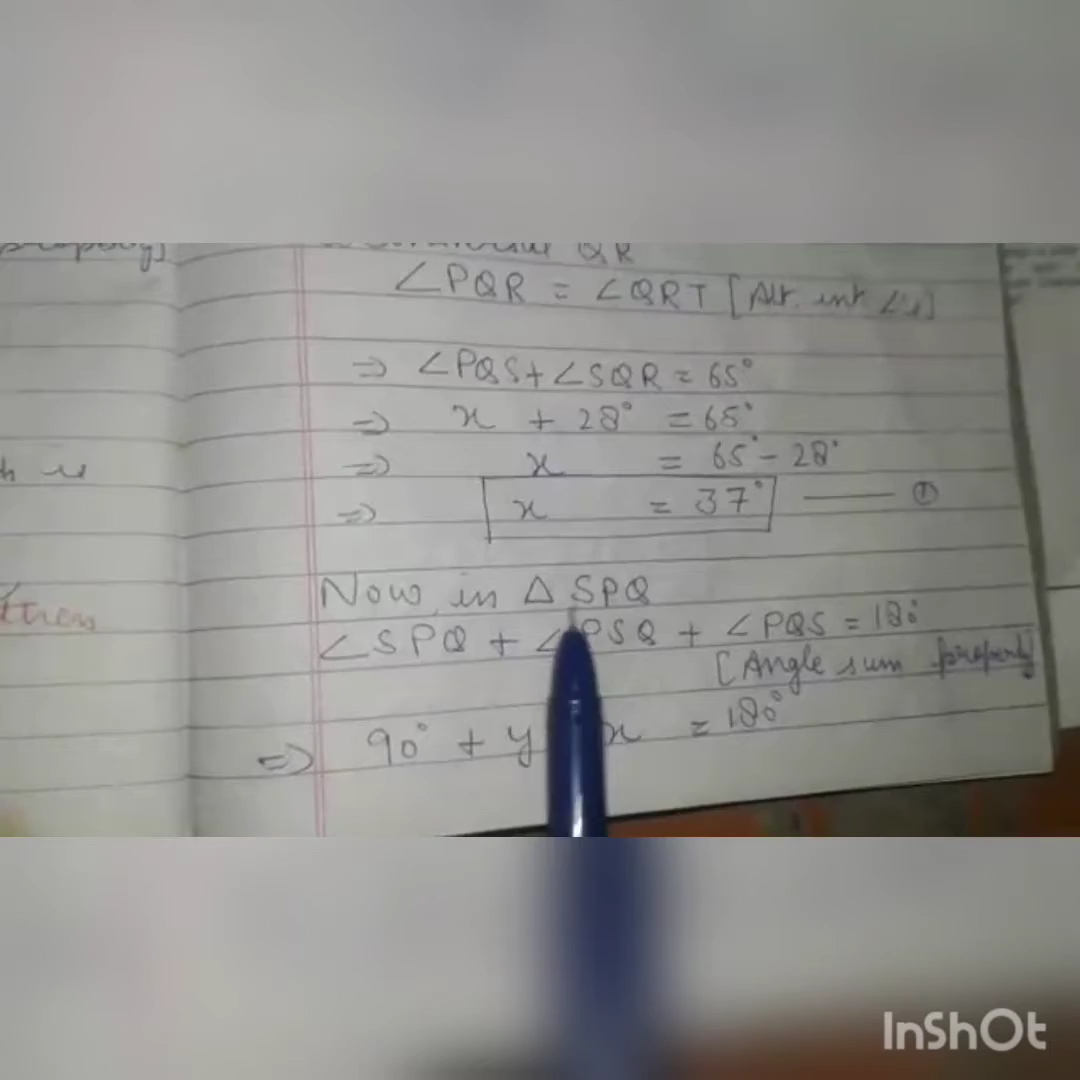 QR
∠PQR = ∠QRT [Alt. int ∠'s]
⇒ ∠PQS + ∠SQR = 65°
⇒ x + 28° = 65°
⇒ x = 65° - 28°
⇒ x = 37° —— ①
Now in △ SPQ
∠SPQ + ∠PSQ + ∠PQS = 180°
[Angle sum property]
⇒ 90° + y x = 180°
InShOt